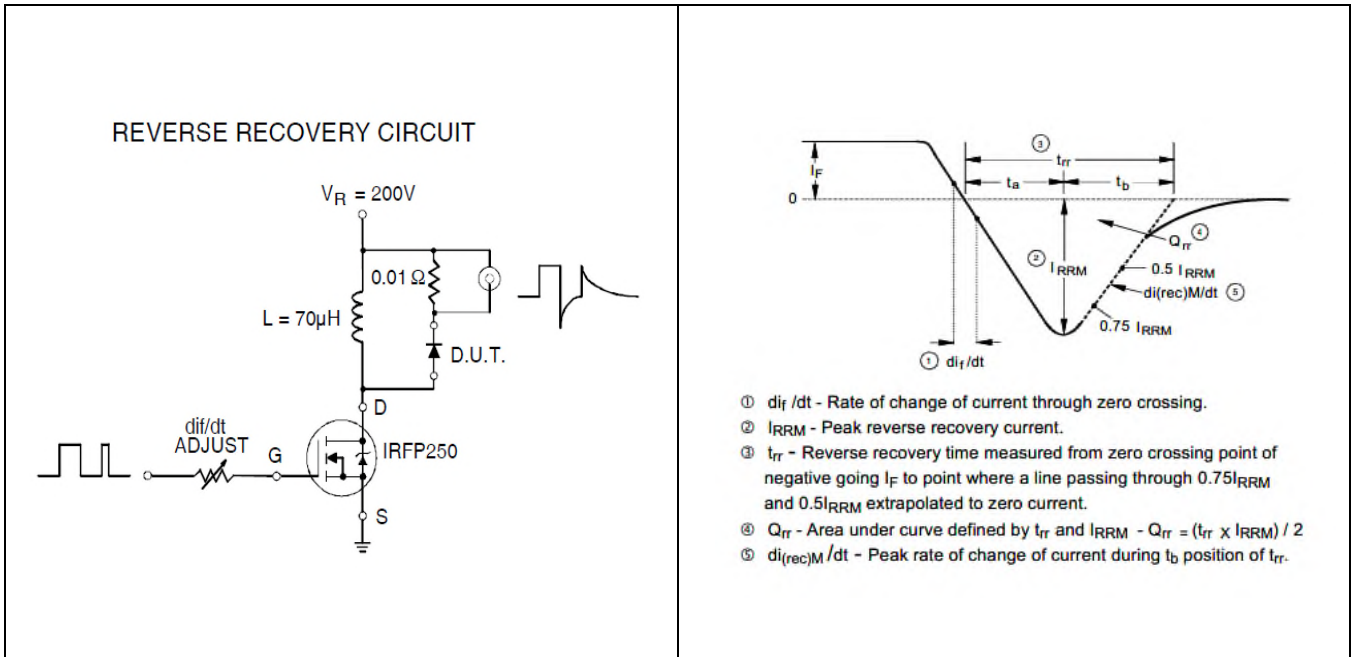 REVERSE RECOVERY CIRCUIT
VR = 200V
0.01 Ω
L = 70µH
D.U.T.
D
dif/dt
ADJUST
G
IRFP250
S
③
trr
IF
ta
tb
0
Qrr ④
② IRRM
0.5 IRRM
di(rec)M/dt ⑤
0.75 IRRM
① dif/dt
① dif /dt - Rate of change of current through zero crossing.
② IRRM - Peak reverse recovery current.
③ trr - Reverse recovery time measured from zero crossing point of
negative going IF to point where a line passing through 0.75IRRM
and 0.5IRRM extrapolated to zero current.
④ Qrr - Area under curve defined by trr and IRRM - Qrr = (trr X IRRM) / 2
⑤ di(rec)M /dt - Peak rate of change of current during tb position of trr.